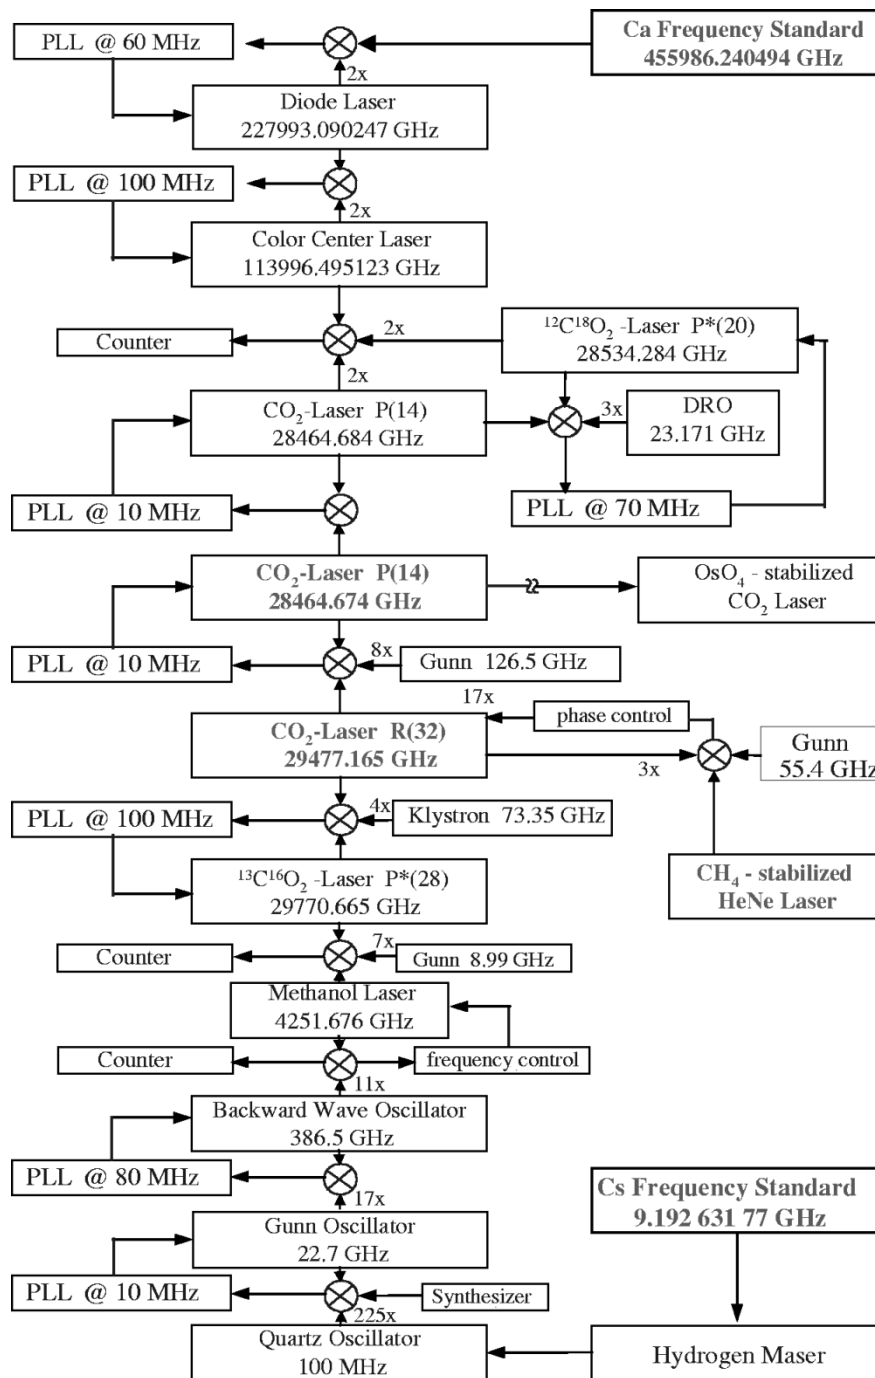 PLL @ 60 MHz
Ca Frequency Standard
455986.240494 GHz
2x
Diode Laser
227993.090247 GHz
PLL @ 100 MHz
2x
Color Center Laser
113996.495123 GHz
Counter
2x
¹²C¹⁸O₂ -Laser P*(20)
28534.284 GHz
2x
CO₂-Laser P(14)
28464.684 GHz
3x
DRO
23.171 GHz
PLL @ 10 MHz
PLL @ 70 MHz
CO₂-Laser P(14)
28464.674 GHz
OsO₄ - stabilized
CO₂ Laser
PLL @ 10 MHz
8x
Gunn 126.5 GHz
17x
phase control
CO₂-Laser R(32)
29477.165 GHz
3x
Gunn
55.4 GHz
PLL @ 100 MHz
4x
Klystron 73.35 GHz
¹³C¹⁶O₂ -Laser P*(28)
29770.665 GHz
CH₄ - stabilized
HeNe Laser
Counter
7x
Gunn 8.99 GHz
Methanol Laser
4251.676 GHz
Counter
frequency control
11x
Backward Wave Oscillator
386.5 GHz
PLL @ 80 MHz
17x
Cs Frequency Standard
9.192 631 77 GHz
Gunn Oscillator
22.7 GHz
PLL @ 10 MHz
Synthesizer
225x
Quartz Oscillator
100 MHz
Hydrogen Maser